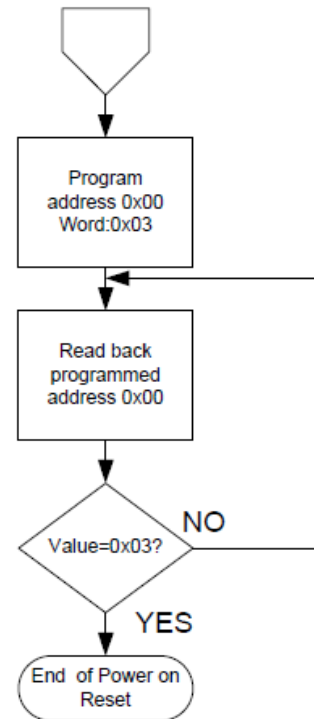 Program
address 0x00
Word:0x03
Read back
programmed
address 0x00
Value=0x03?
NO
YES
End  of Power on
Reset